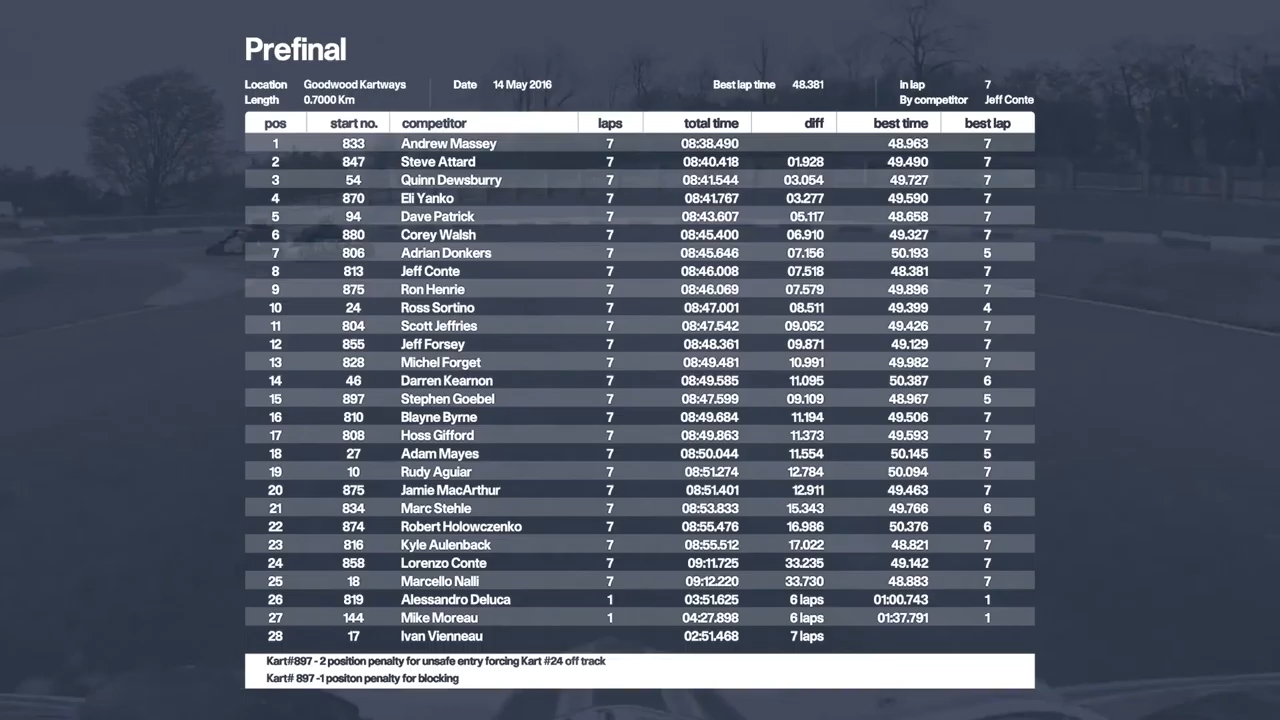 Prefinal
Location Goodwood Kartways Date 14 May 2016 Best lap time 48.381 In lap 7
Length 0.7000 Km By competitor Jeff Conte
pos start no. competitor laps total time diff best time best lap
1 833 Andrew Massey 7 08:38.490 48.963 7
2 847 Steve Attard 7 08:40.418 01.928 49.490 7
3 54 Quinn Dewsburry 7 08:41.544 03.054 49.727 7
4 870 Eli Yanko 7 08:41.767 03.277 49.590 7
5 94 Dave Patrick 7 08:43.607 05.117 48.658 7
6 880 Corey Walsh 7 08:45.400 06.910 49.327 7
7 806 Adrian Donkers 7 08:45.646 07.156 50.193 5
8 813 Jeff Conte 7 08:46.008 07.518 48.381 7
9 875 Ron Henrie 7 08:46.069 07.579 49.896 7
10 24 Ross Sortino 7 08:47.001 08.511 49.399 4
11 804 Scott Jeffries 7 08:47.542 09.052 49.426 7
12 855 Jeff Forsey 7 08:48.361 09.871 49.129 7
13 828 Michel Forget 7 08:49.481 10.991 49.982 7
14 46 Darren Kearnon 7 08:49.585 11.095 50.387 6
15 897 Stephen Goebel 7 08:47.599 09.109 48.967 5
16 810 Blayne Byrne 7 08:49.684 11.194 49.506 7
17 808 Hoss Gifford 7 08:49.863 11.373 49.593 7
18 27 Adam Mayes 7 08:50.044 11.554 50.145 5
19 10 Rudy Aguiar 7 08:51.274 12.784 50.094 7
20 875 Jamie MacArthur 7 08:51.401 12.911 49.463 7
21 834 Marc Stehle 7 08:53.833 15.343 49.766 6
22 874 Robert Holowczenko 7 08:55.476 16.986 50.376 6
23 816 Kyle Aulenback 7 08:55.512 17.022 48.821 7
24 858 Lorenzo Conte 7 09:11.725 33.235 49.142 7
25 18 Marcello Nalli 7 09:12.220 33.730 48.883 7
26 819 Alessandro Deluca 1 03:51.625 6 laps 01:00.743 1
27 144 Mike Moreau 1 04:27.898 6 laps 01:37.791 1
28 17 Ivan Vienneau 02:51.468 7 laps
Kart#897 - 2 position penalty for unsafe entry forcing Kart #24 off track
Kart# 897 -1 positon penalty for blocking